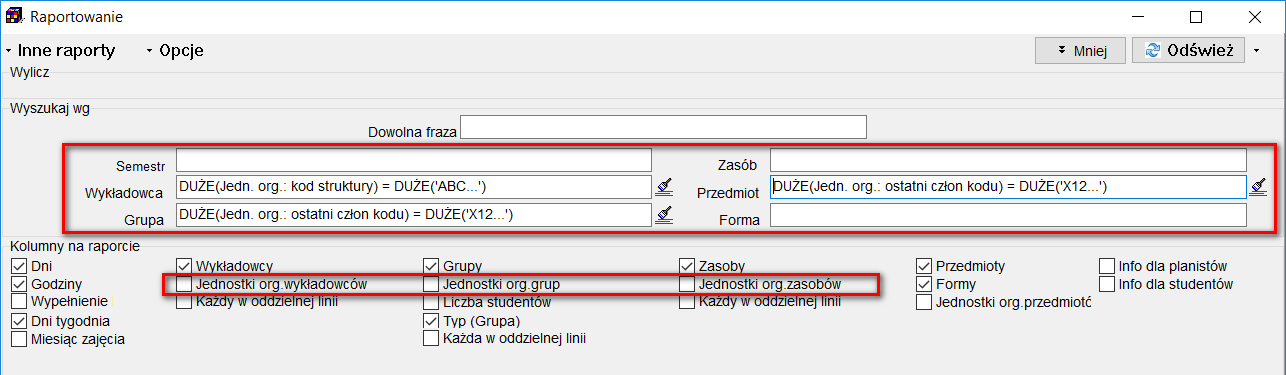 Raportowanie
Inne raporty Opcje Mniej Odśwież
Wylicz
Wyszukaj wg
Dowolna fraza
Semestr Zasób
Wykładowca DUŻE(Jedn. org.: kod struktury) = DUŻE('ABC...') Przedmiot DUŻE(Jedn. org.: ostatni człon kodu) = DUŻE('X12...')
Grupa DUŻE(Jedn. org.: ostatni człon kodu) = DUŻE('X12...') Forma
Kolumny na raporcie
Dni Wykładowcy Grupy Zasoby Przedmioty Info dla planistów
Godziny Jednostki org.wykładowców Jednostki org.grup Jednostki org.zasobów Formy Info dla studentów
Wypełnienie Każdy w oddzielnej linii Liczba studentów Każdy w oddzielnej linii Jednostki org.przedmiotó
Dni tygodnia Typ (Grupa)
Miesiąc zajęcia Każda w oddzielnej linii